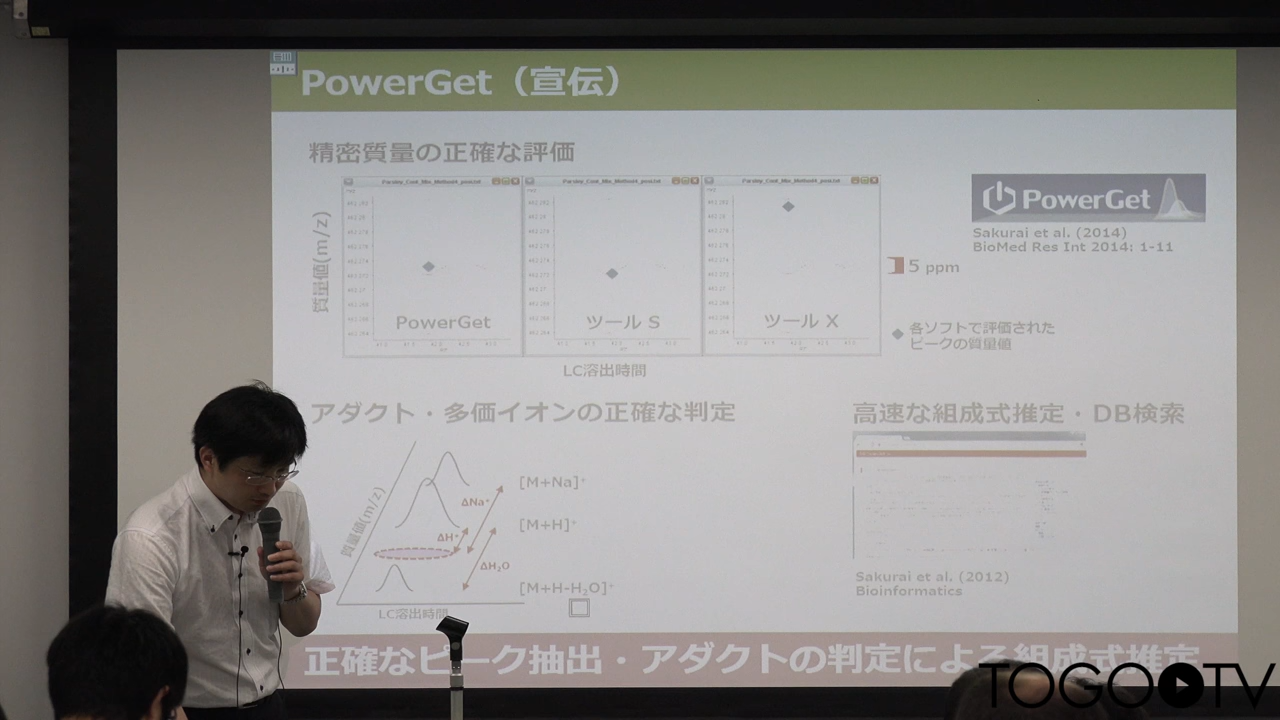 PowerGet（宣伝）
精密質量の正確な評価
質量値(m/z)
PowerGet
ツール S
ツール X
LC溶出時間
5 ppm
各ソフトで評価された
ピークの質量値
PowerGet
Sakurai et al. (2014)
BioMed Res Int 2014: 1-11
アダクト・多価イオンの正確な判定
質量値(m/z)
ΔNa⁺
ΔH⁺
ΔH₂O
[M+Na]⁺
[M+H]⁺
[M+H-H₂O]⁺
LC溶出時間
高速な組成式推定・DB検索
Sakurai et al. (2012)
Bioinformatics
正確なピーク抽出・アダクトの判定による組成式推定
TOGO TV